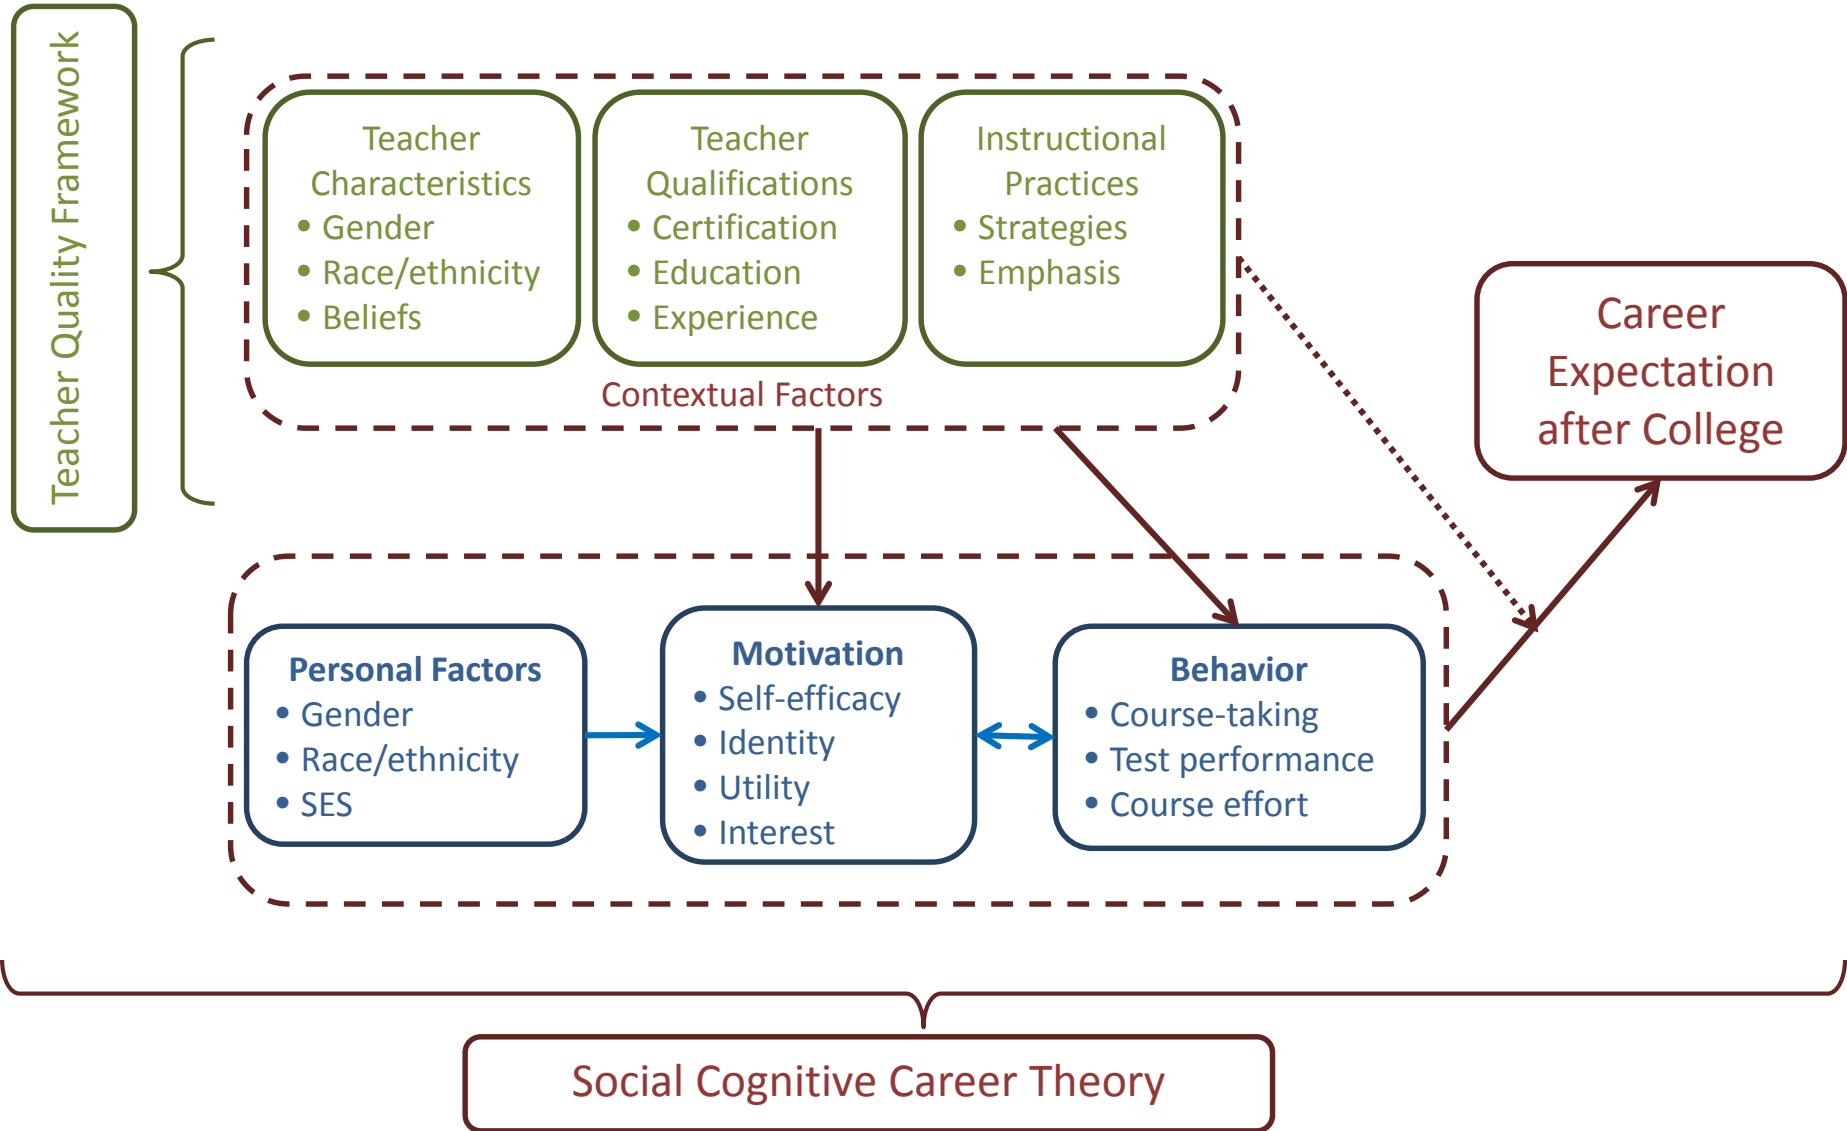 Teacher Quality Framework
Teacher
Characteristics
• Gender
• Race/ethnicity
• Beliefs
Teacher
Qualifications
• Certification
• Education
• Experience
Instructional
Practices
• Strategies
• Emphasis
Contextual Factors
Career
Expectation
after College
Personal Factors
• Gender
• Race/ethnicity
• SES
Motivation
• Self-efficacy
• Identity
• Utility
• Interest
Behavior
• Course-taking
• Test performance
• Course effort
Social Cognitive Career Theory